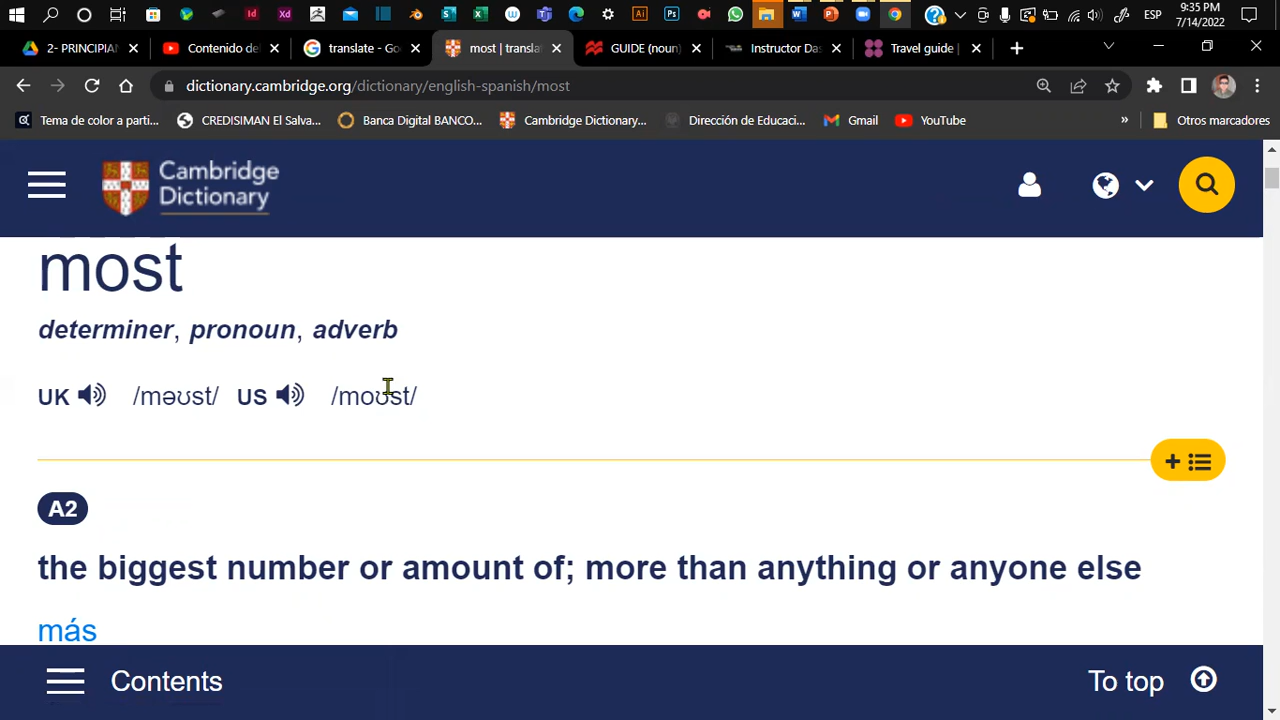 9:35 PM
ESP
7/14/2022
2- PRINCIPIAN
Contenido de
translate - Go
most | transla
GUIDE (noun)
Instructor Das
Travel guide |
dictionary.cambridge.org/dictionary/english-spanish/most
Tema de color a parti...
CREDISIMAN El Salva...
Banca Digital BANCO...
Cambridge Dictionary...
Dirección de Educaci...
Gmail
YouTube
»
Otros marcadores
Cambridge
Dictionary
most
determiner, pronoun, adverb
UK /məʊst/ US /moʊst/
A2
the biggest number or amount of; more than anything or anyone else
más
Contents
To top